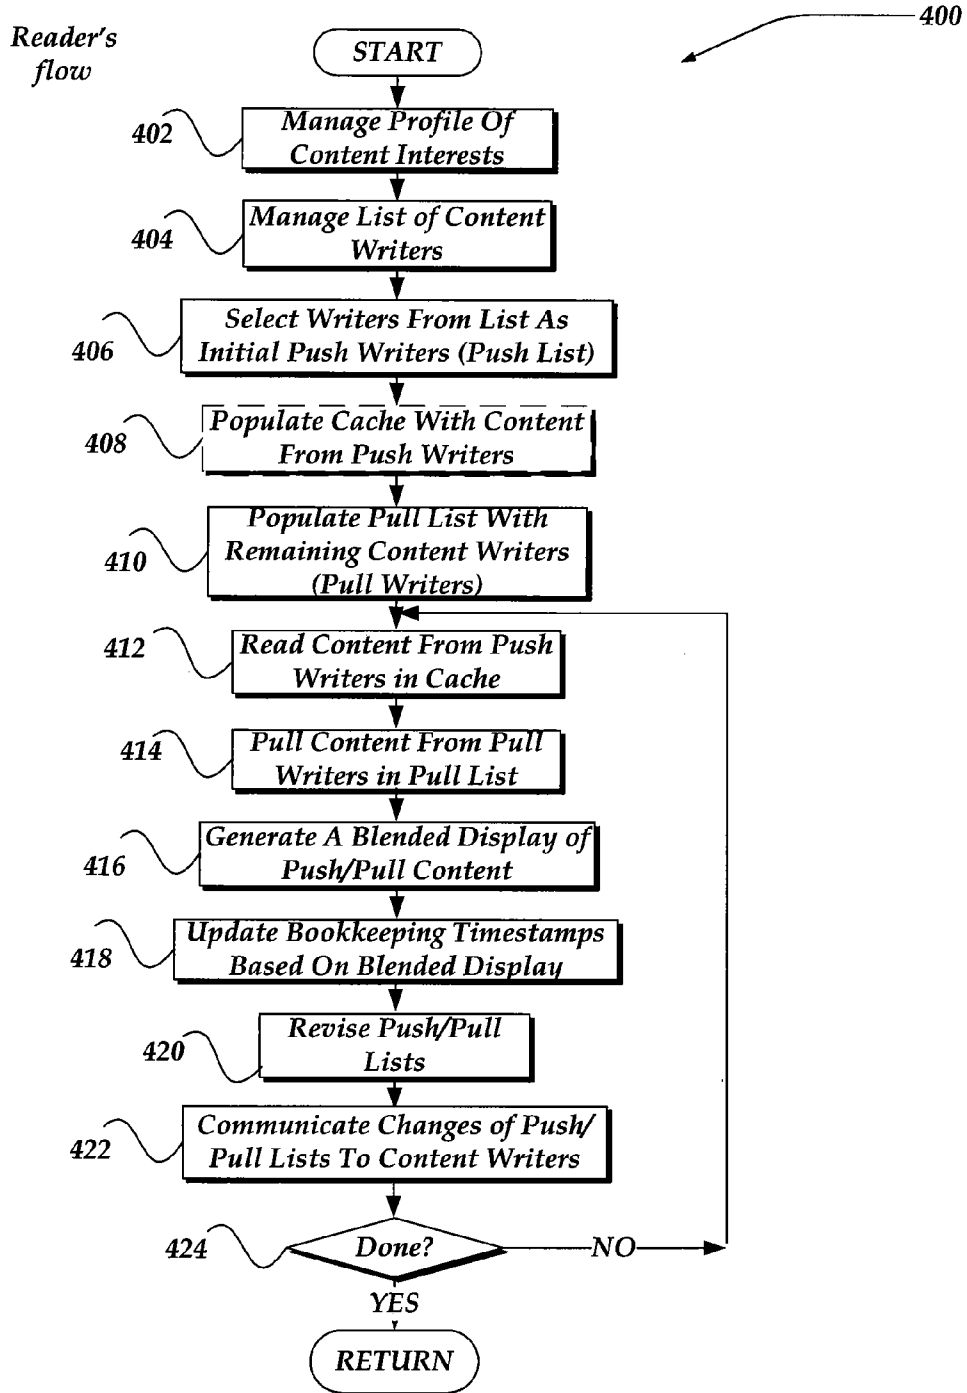 400
Reader's
flow
START
402
Manage Profile Of
Content Interests
404
Manage List of Content
Writers
406
Select Writers From List As
Initial Push Writers (Push List)
408
Populate Cache With Content
From Push Writers
410
Populate Pull List With
Remaining Content Writers
(Pull Writers)
412
Read Content From Push
Writers in Cache
414
Pull Content From Pull
Writers in Pull List
416
Generate A Blended Display of
Push/Pull Content
418
Update Bookkeeping Timestamps
Based On Blended Display
420
Revise Push/Pull
Lists
422
Communicate Changes of Push/
Pull Lists To Content Writers
424
Done?
NO
YES
RETURN